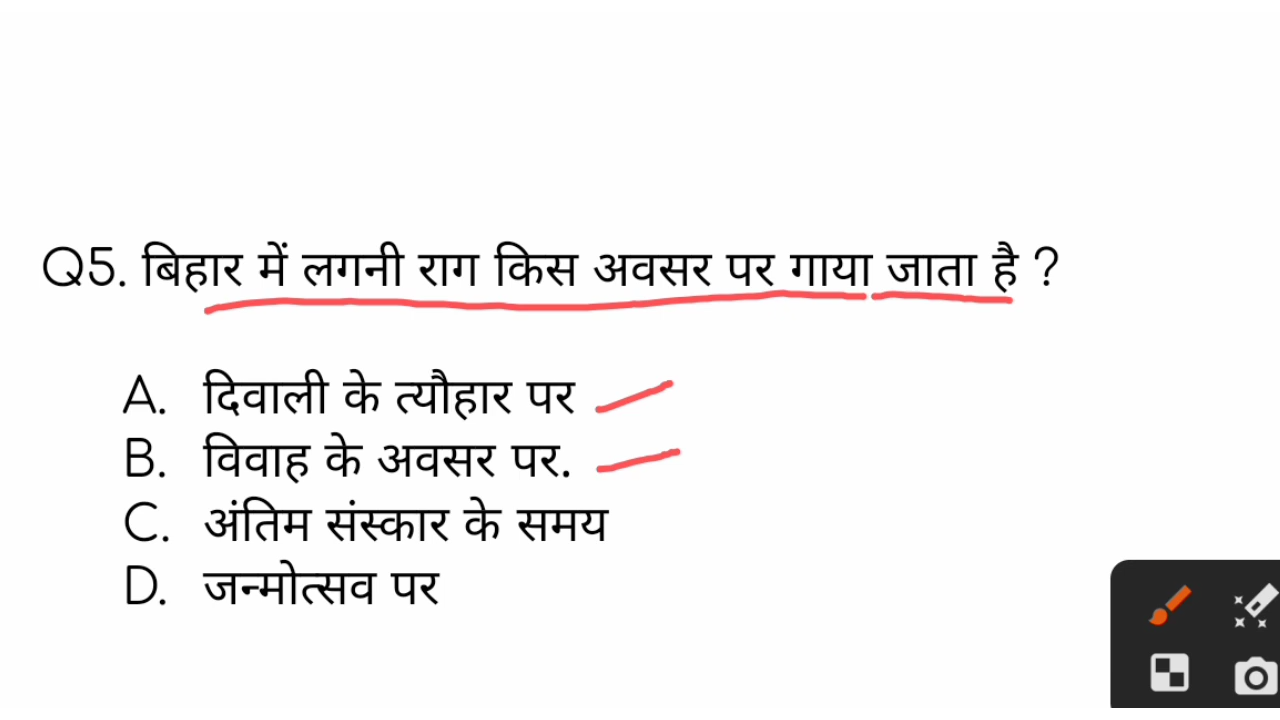 Q5. बिहार में लगनी राग किस अवसर पर गाया जाता है ?
A. दिवाली के त्यौहार पर
B. विवाह के अवसर पर.
C. अंतिम संस्कार के समय
D. जन्मोत्सव पर